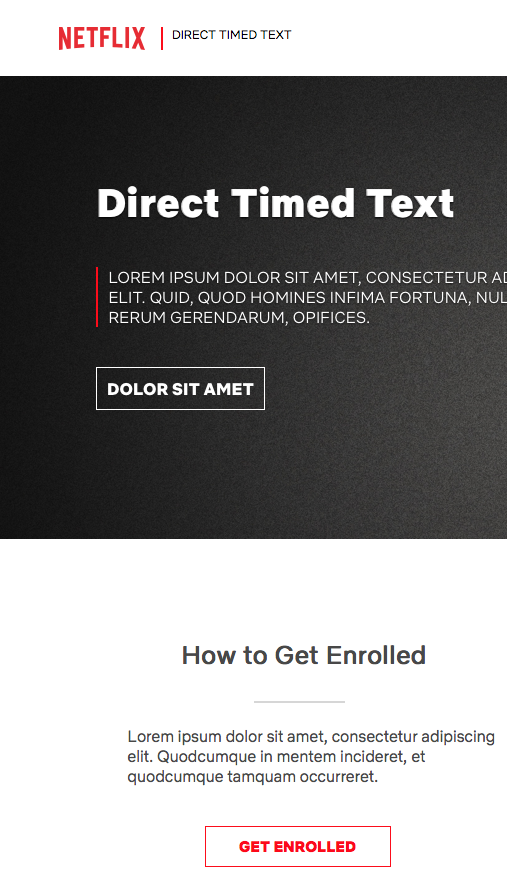 NETFLIX DIRECT TIMED TEXT
Direct Timed Text
LOREM IPSUM DOLOR SIT AMET, CONSECTETUR AD
ELIT. QUID, QUOD HOMINES INFIMA FORTUNA, NUL
RERUM GERENDARUM, OPIFICES.
DOLOR SIT AMET
How to Get Enrolled
Lorem ipsum dolor sit amet, consectetur adipiscing
elit. Quodcumque in mentem incideret, et
quodcumque tamquam occurreret.
GET ENROLLED